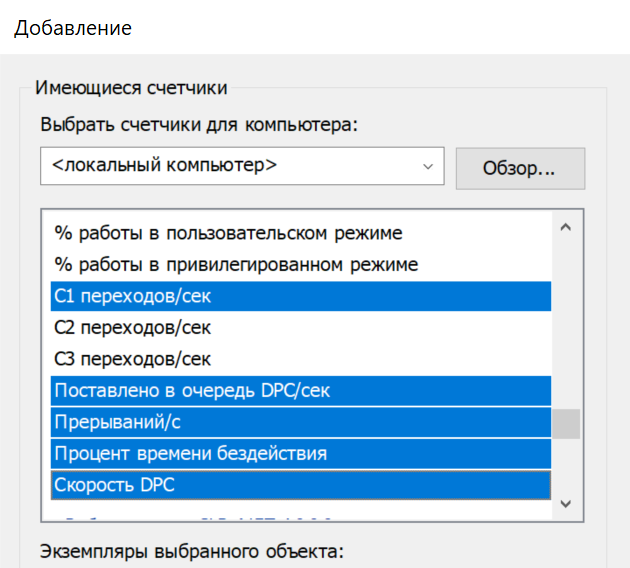 Добавление
Имеющиеся счетчики
Выбрать счетчики для компьютера:
<локальный компьютер>
Обзор...
% работы в пользовательском режиме
% работы в привилегированном режиме
C1 переходов/сек
C2 переходов/сек
C3 переходов/сек
Поставлено в очередь DPC/сек
Прерываний/с
Процент времени бездействия
Скорость DPC
Экземпляры выбранного объекта: